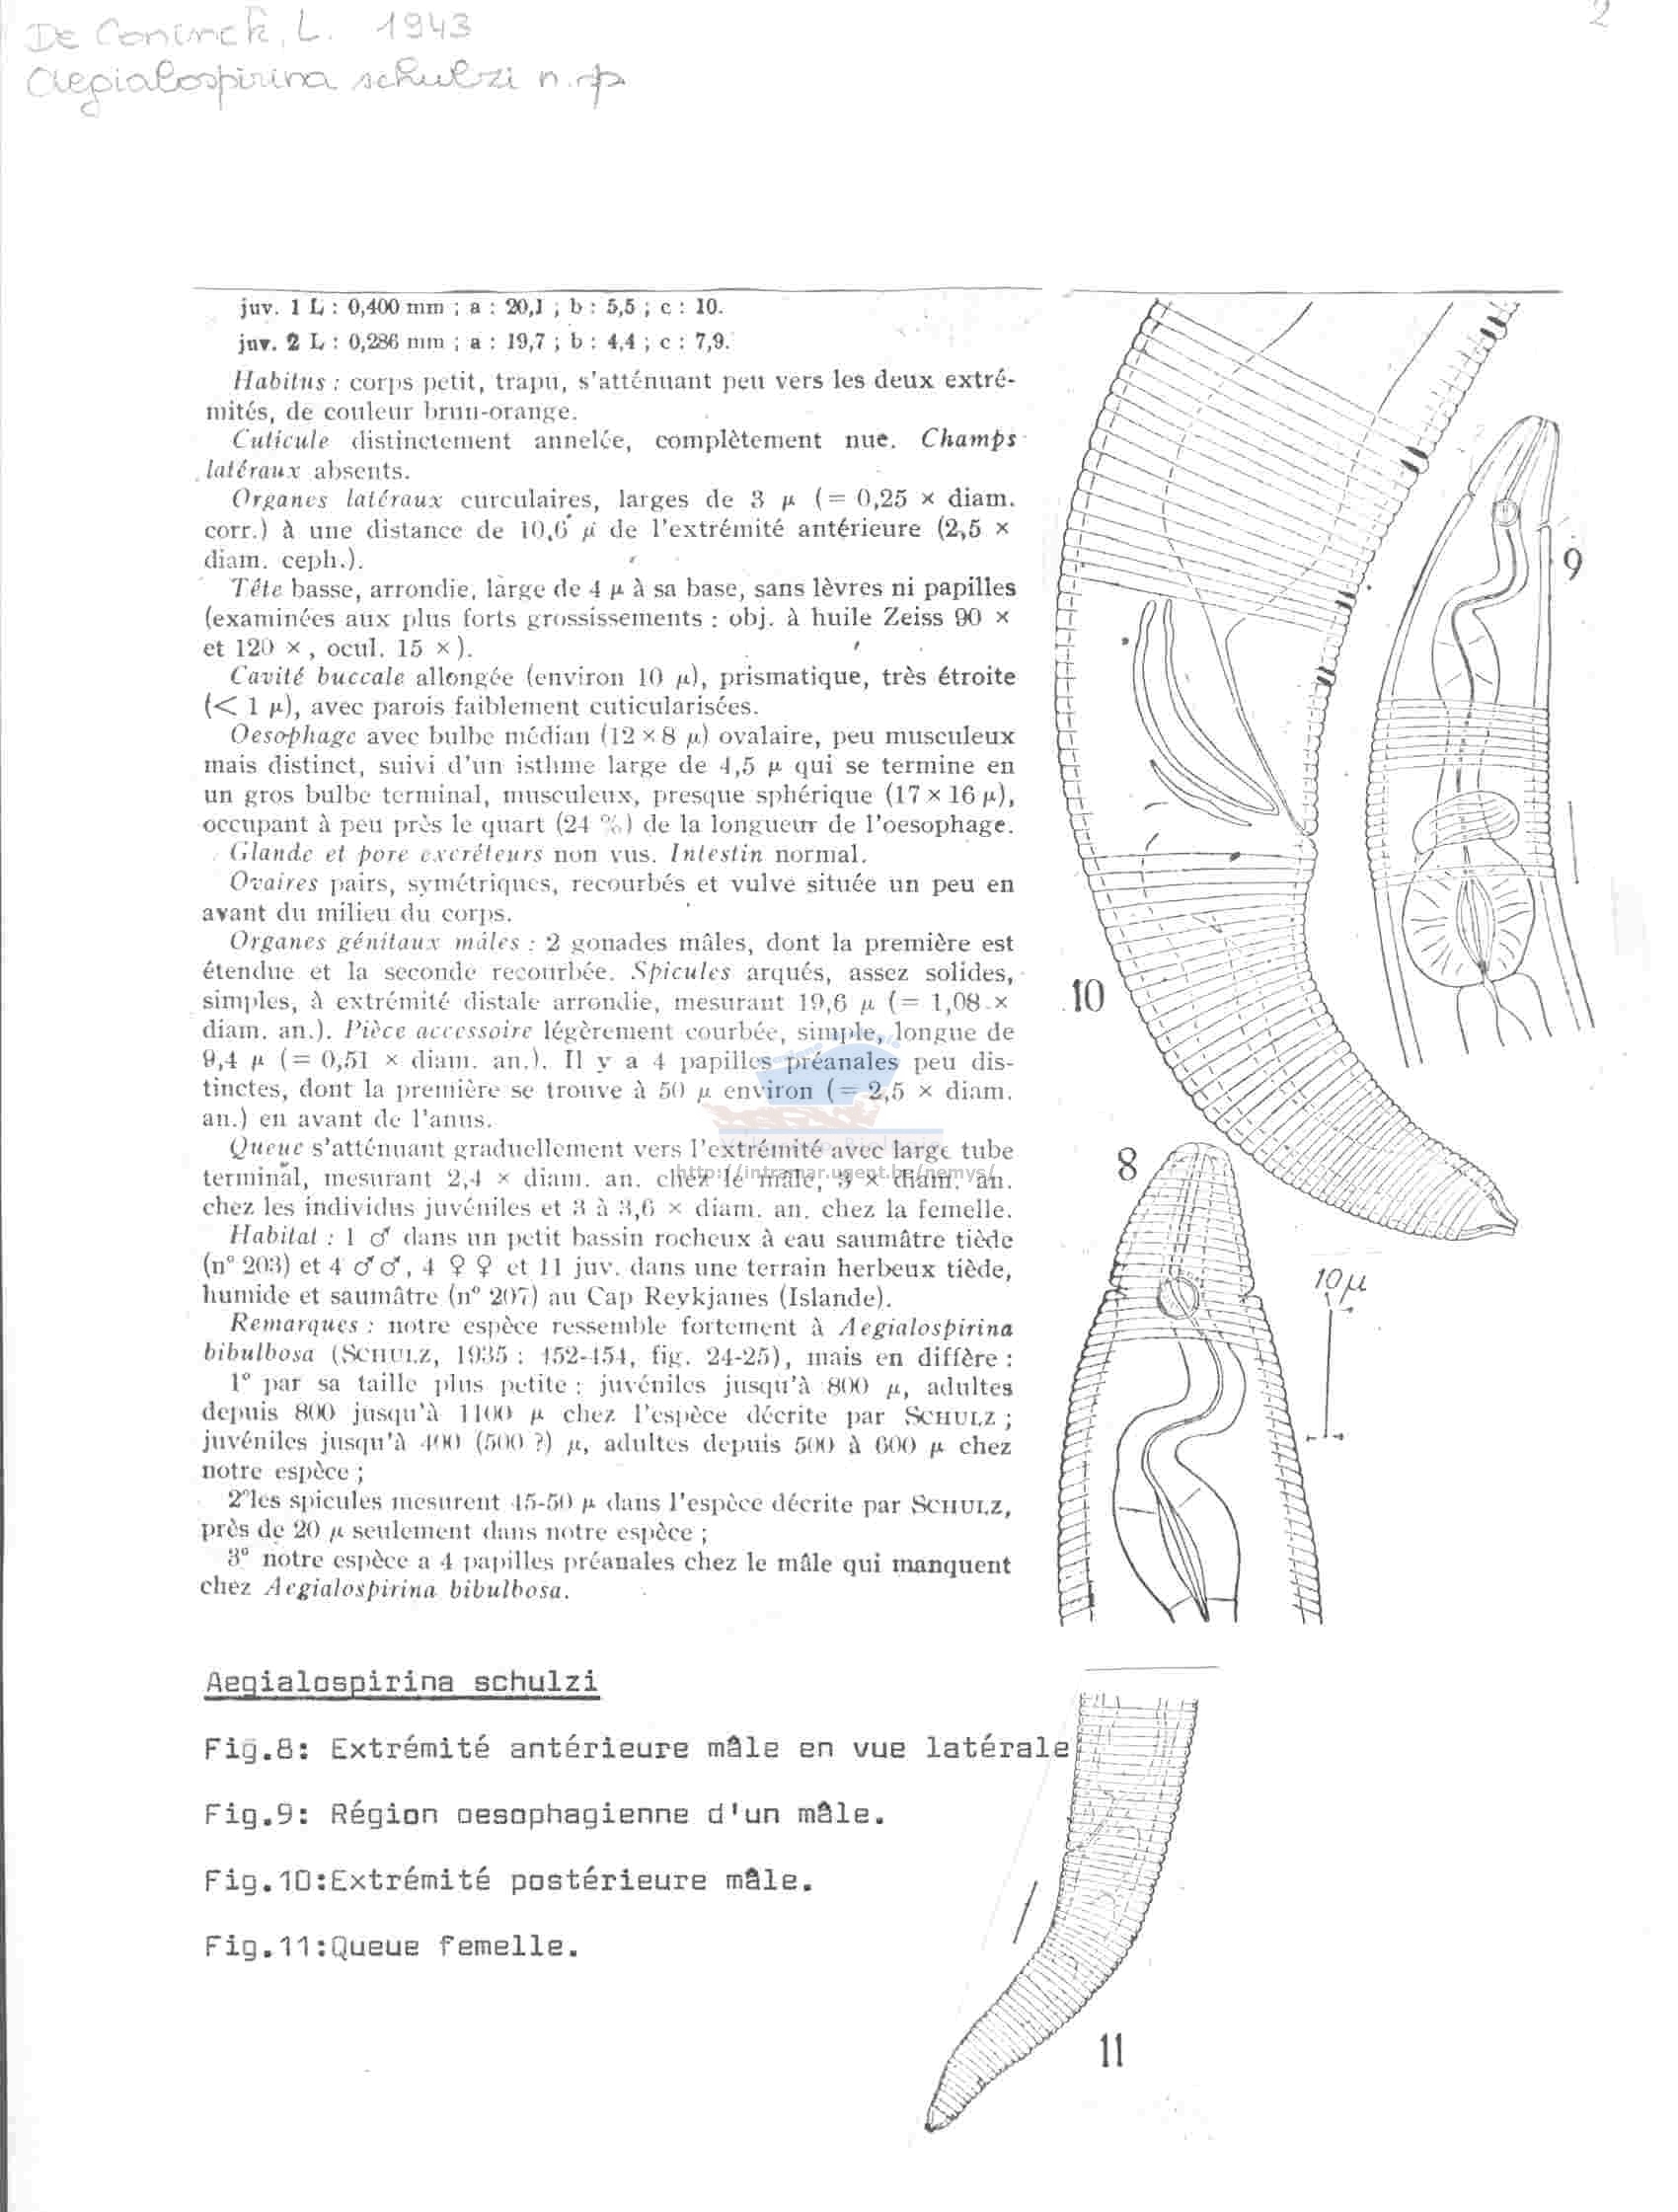 De Coninck, L. 1943
Aegialospirina schulzi n.sp
2
juv. 1 L : 0,400 mm ; a : 20,1 ; b : 5,5 ; c : 10.
juv. 2 L : 0,286 mm ; a : 19,7 ; b : 4,4 ; c : 7,9.
Habitus : corps petit, trapu, s'atténuant peu vers les deux extré-
mités, de couleur brun-orange.
Cuticule distinctement annelée, complètement nue. Champs
latéraux absents.
Organes latéraux curculaires, larges de 3 μ (= 0,25 × diam.
corr.) à une distance de 10,6 μ de l'extrémité antérieure (2,5 ×
diam. ceph.).
Tête basse, arrondie, large de 4 μ à sa base, sans lèvres ni papilles
(examinées aux plus forts grossissements : obj. à huile Zeiss 90 ×
et 120 ×, ocul. 15 ×).
Cavité buccale allongée (environ 10 μ), prismatique, très étroite
(< 1 μ), avec parois faiblement cuticularisées.
Oesophage avec bulbe médian (12 × 8 μ) ovalaire, peu musculeux
mais distinct, suivi d'un isthme large de 4,5 μ qui se termine en
un gros bulbe terminal, musculeux, presque sphérique (17 × 16 μ),
occupant à peu près le quart (24 %) de la longueur de l'oesophage.
Glande et pore excréteurs non vus. Intestin normal.
Ovaires pairs, symétriques, recourbés et vulve située un peu en
avant du milieu du corps.
Organes génitaux mâles : 2 gonades mâles, dont la première est
étendue et la seconde recourbée. Spicules arqués, assez solides,
simples, à extrémité distale arrondie, mesurant 19,6 μ (= 1,08 ×
diam. an.). Pièce accessoire légèrement courbée, simple, longue de
9,4 μ (= 0,51 × diam. an.). Il y a 4 papilles préanales peu dis-
tinctes, dont la première se trouve à 50 μ environ (= 2,5 × diam.
an.) en avant de l'anus.
Queue s'atténuant graduellement vers l'extrémité avec large tube
terminal, mesurant 2,4 × diam. an. chez le mâle, 3 × diam. an.
http://intramar.ugent.be/nemys/
chez les individus juvéniles et 3 à 3,6 × diam. an. chez la femelle.
Habitat : 1 ♂ dans un petit bassin rocheux à eau saumâtre tiède
(n° 203) et 4 ♂♂, 4 ♀♀ et 11 juv. dans une terrain herbeux tiède,
humide et saumâtre (n° 207) au Cap Reykjanes (Islande).
Remarques : notre espèce ressemble fortement à Aegialospirina
bibulbosa (SCHULZ, 1935 : 452-454, fig. 24-25), mais en diffère :
1° par sa taille plus petite : juvéniles jusqu'à 800 μ, adultes
depuis 800 jusqu'à 1100 μ chez l'espèce décrite par SCHULZ ;
juvéniles jusqu'à 400 (500 ?) μ, adultes depuis 500 à 600 μ chez
notre espèce ;
2° les spicules mesurent 45-50 μ dans l'espèce décrite par SCHULZ,
près de 20 μ seulement dans notre espèce ;
3° notre espèce a 4 papilles préanales chez le mâle qui manquent
chez Aegialospirina bibulbosa.
9
10
8
10 μ
11
Aegialospirina schulzi
Fig.8: Extrémité antérieure mâle en vue latérale
Fig.9: Région oesophagienne d'un mâle.
Fig.10:Extrémité postérieure mâle.
Fig.11:Queue femelle.